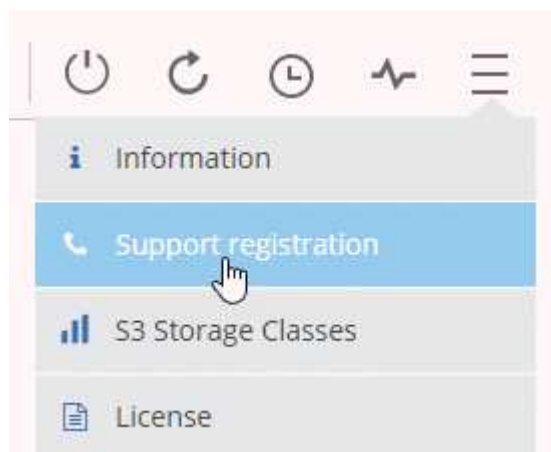 Information
Support registration
S3 Storage Classes
License